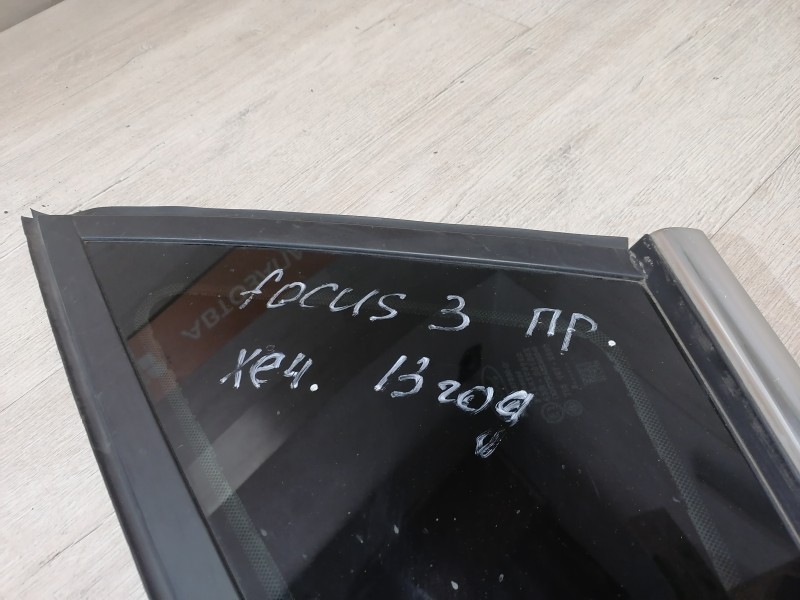 focus 3 пр.
хеч. 13 год